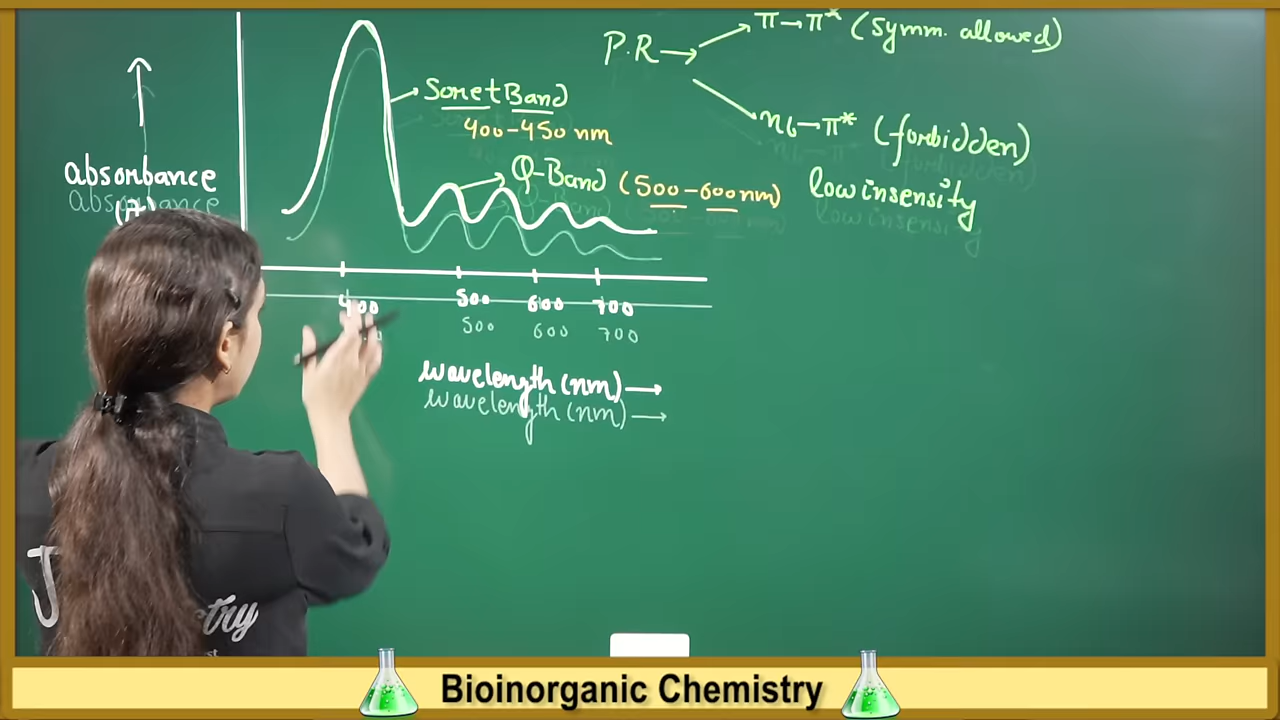 P.R → π→π* (Symm. allowed)
nb→π* (forbidden)
low insensity
Soret Band
400-450 nm
Q-Band (500-600nm)
absorbance
400 500 600 700
wavelength (nm) →
Bioinorganic Chemistry